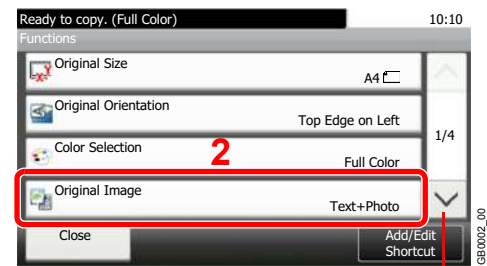 Ready to copy. (Full Color)
10:10
Functions
Original Size
A4
Original Orientation
Top Edge on Left
1/4
Color Selection
2
Full Color
Original Image
Text+Photo
Close
Add/Edit
Shortcut
GB0002_00